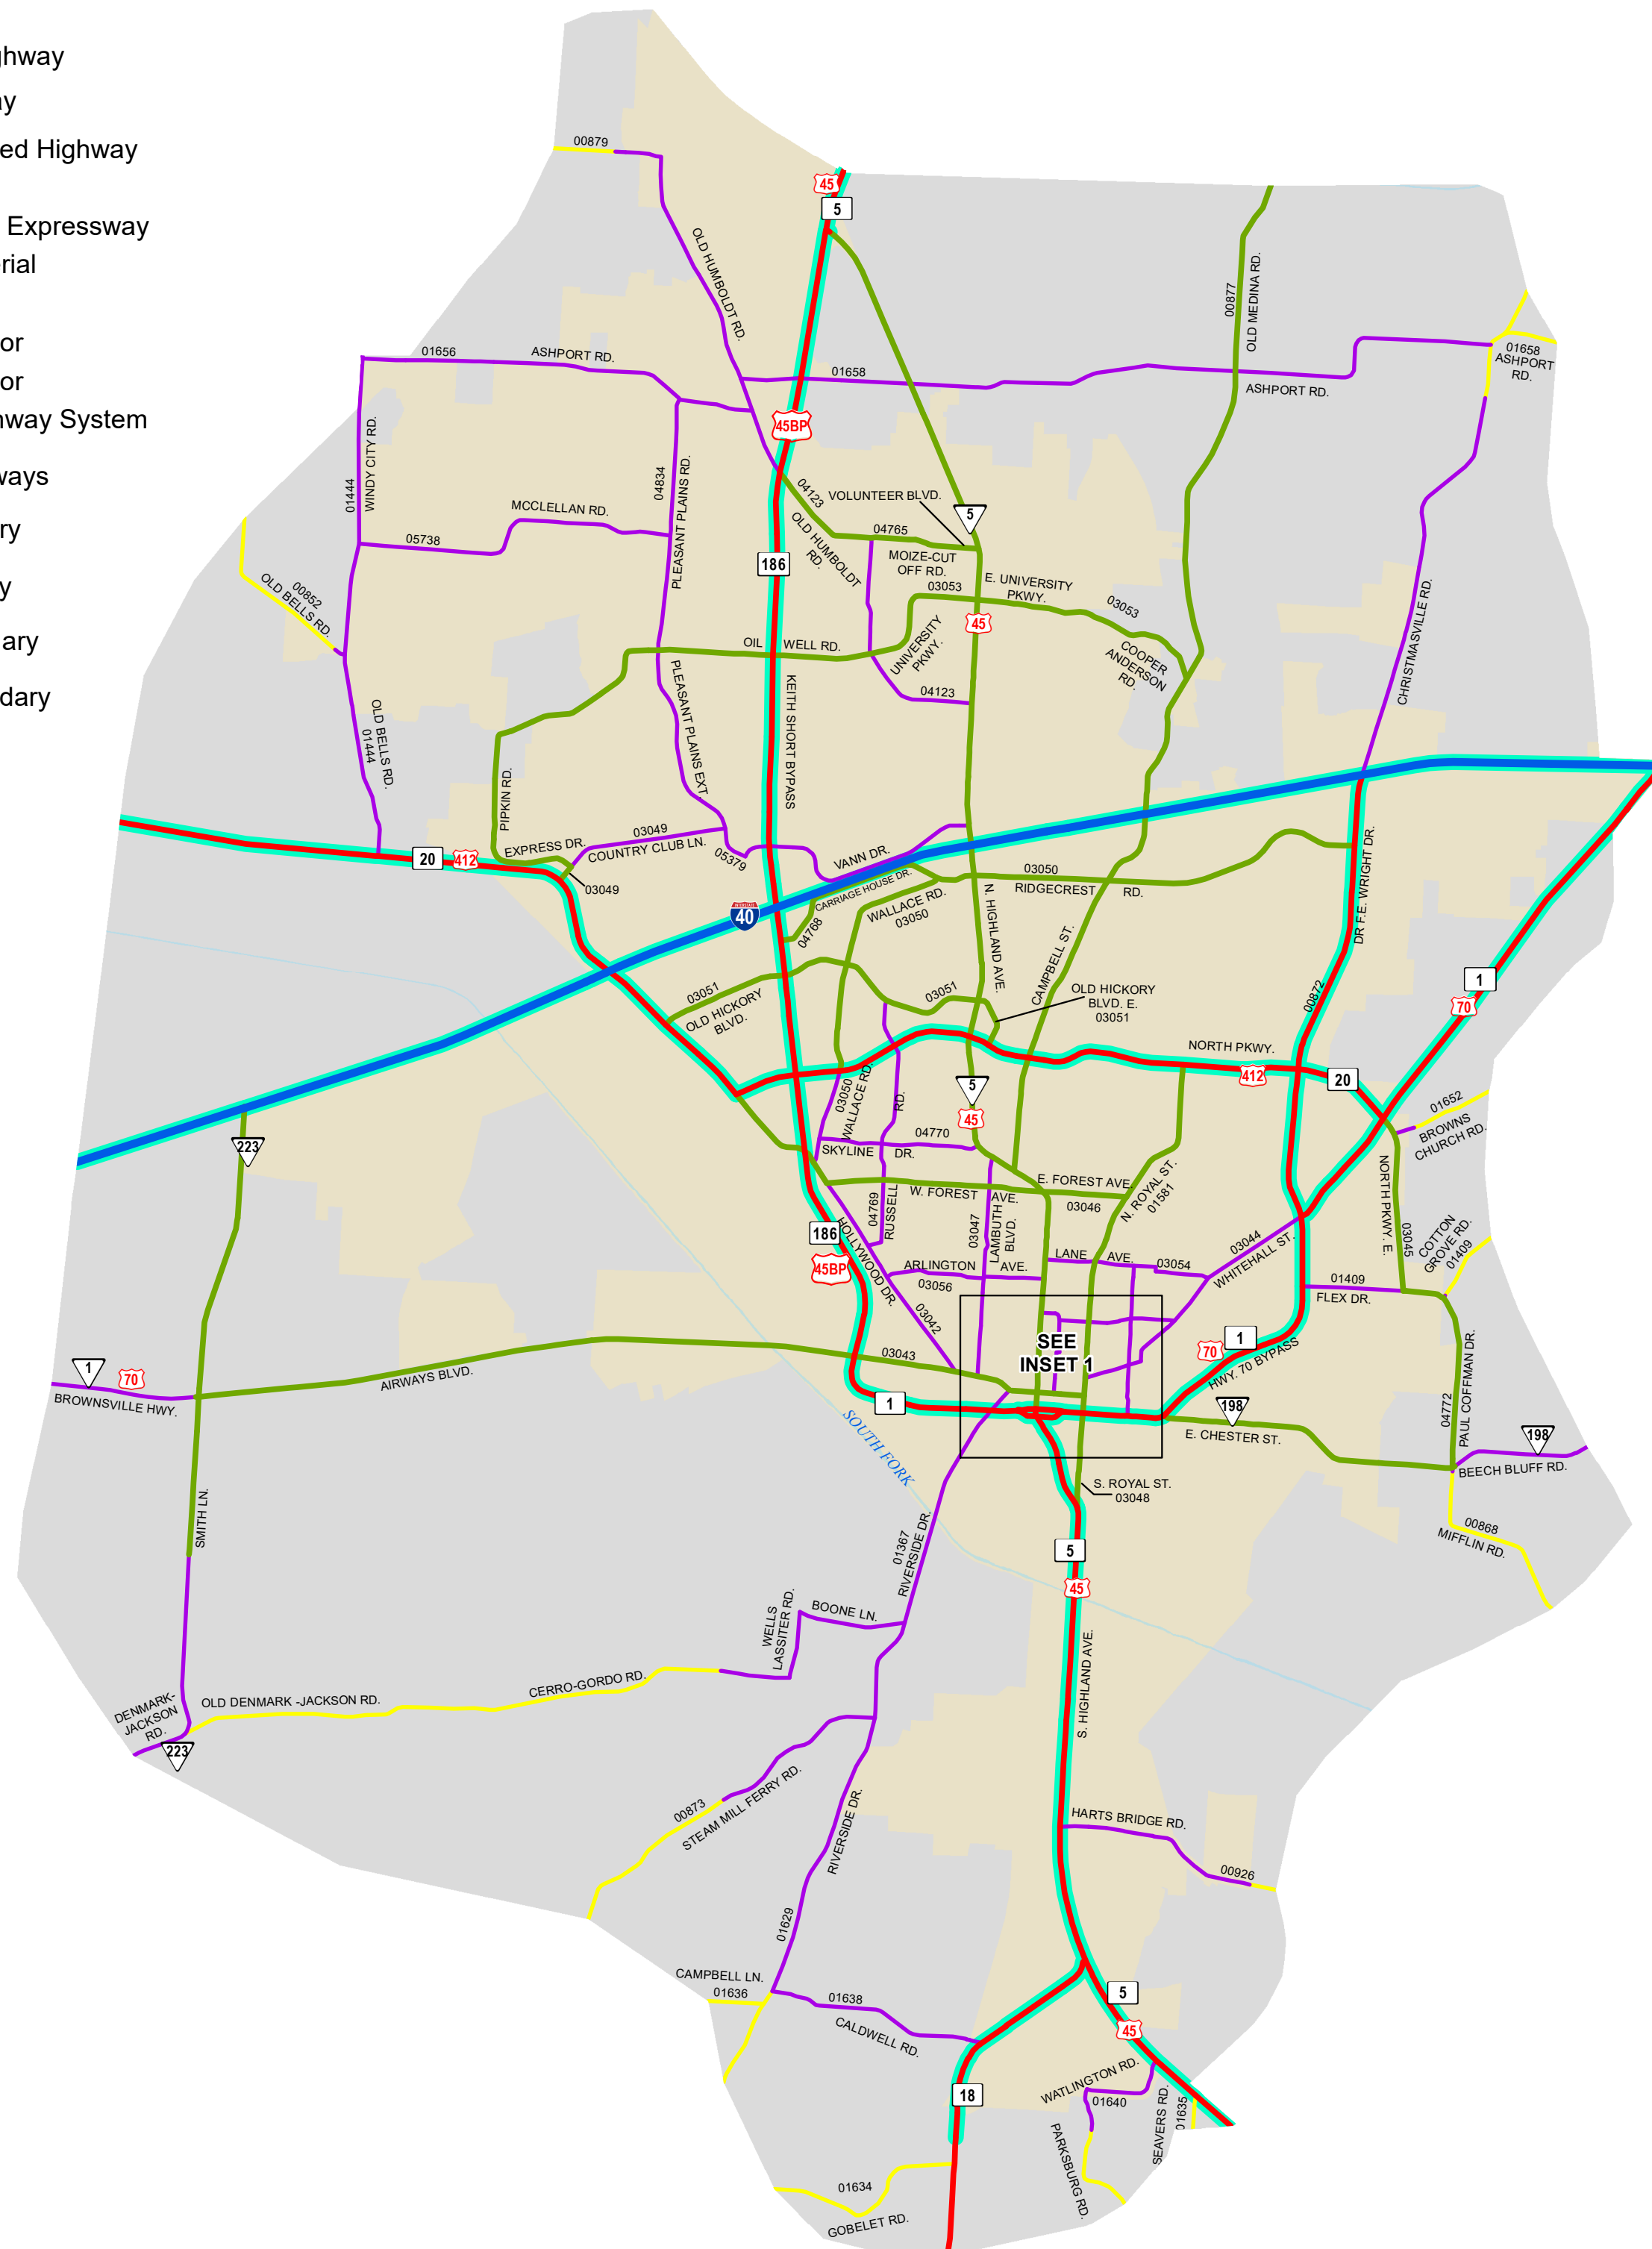 ghway
ay
ed Highway
Expressway
erial
or
or
hway System
ways
ry
y
ary
dary
00879
45
5
OLD HUMBOLDT RD.
00877
OLD MEDINA RD.
01656
ASHPORT RD.
01658
ASHPORT RD.
01658
ASHPORT
RD.
45BP
01444
WINDY CITY RD.
04834
PLEASANT PLAINS RD.
MCCLELLAN RD.
05738
04123
OLD HUMBOLDT
RD.
VOLUNTEER BLVD.
5
04765
MOIZE-CUT
OFF RD.
186
00852
OLD BELLS RD.
03053
E. UNIVERSITY
PKWY.
03053
45
COOPER
ANDERSON
RD.
CHRISTMASVILLE RD.
OIL WELL RD.
UNIVERSITY
PKWY.
04123
OLD BELLS RD.
01444
PLEASANT PLAINS EXT
KEITH SHORT BYPASS
PIPKIN RD.
20
412
EXPRESS DR.
03049
COUNTRY CLUB LN.
05379
03049
VANN DR.
CARRIAGE HOUSE DR.
40
04768
WALLACE RD.
03050
03050
RIDGECREST RD.
N. HIGHLAND AVE.
CAMPBELL ST.
DR F.E. WRIGHT DR.
00872
1
70
03051
OLD HICKORY
BLVD.
03051
OLD HICKORY
BLVD. E.
03051
NORTH PKWY.
412
20
5
45
03050
WALLACE RD.
RD.
04770
SKYLINE DR.
01652
BROWNS
CHURCH RD.
223
W. FOREST AVE.
E. FOREST AVE.
03046
N. ROYAL ST.
01581
04769
RUSSELL
03047
LAMBUTH
BLVD.
NORTH PKWY. E.
03045
COTTON
GROVE RD.
01409
186
45BP
HOLLYWOOD DR.
03042
ARLINGTON AVE.
03056
LANE AVE.
03054
03044
WHITEHALL ST.
01409
FLEX DR.
SEE
INSET 1
1
70
HWY. 70 BYPASS
03043
AIRWAYS BLVD.
1
70
BROWNSVILLE HWY.
1
198
E. CHESTER ST.
04772
PAUL COFFMAN DR.
198
BEECH BLUFF RD.
SOUTH FORK
S. ROYAL ST.
03048
00868
MIFFLIN RD.
SMITH LN.
5
45
01367
RIVERSIDE DR.
WELLS
LASSITER RD.
BOONE LN.
S. HIGHLAND AVE.
CERRO-GORDO RD.
OLD DENMARK -JACKSON RD.
DENMARK-
JACKSON
RD.
223
00873
STEAM MILL FERRY RD.
RIVERSIDE DR.
HARTS BRIDGE RD.
00926
01629
CAMPBELL LN.
01636
01638
CALDWELL RD.
5
45
18
WATLINGTON RD.
01640
SEAVERS RD.
01635
PARKSBURG RD.
01634
GOBELET RD.